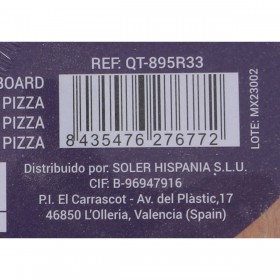 REF: QT-895R33
BOARD
PIZZA
PIZZA
PIZZA
8 435476 276772
LOTE: MX23002
Distribuido por: SOLER HISPANIA S.L.U.
CIF: B-96947916
P.I. El Carrascot - Av. del Plàstic,17
46850 L'Olleria, Valencia (Spain)